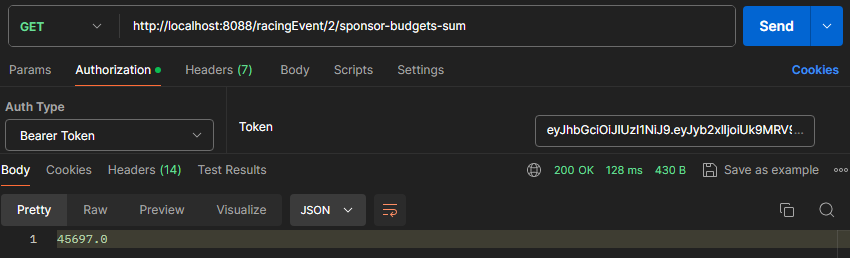 GET http://localhost:8088/racingEvent/2/sponsor-budgets-sum Send
Params Authorization Headers (7) Body Scripts Settings Cookies
Auth Type
Bearer Token
Token eyJhbGciOiJIUzI1NiJ9.eyJyb2xlIjoiUk9MRV9...
Body Cookies Headers (14) Test Results 200 OK 128 ms 430 B Save as example
Pretty Raw Preview Visualize JSON
1 45697.0